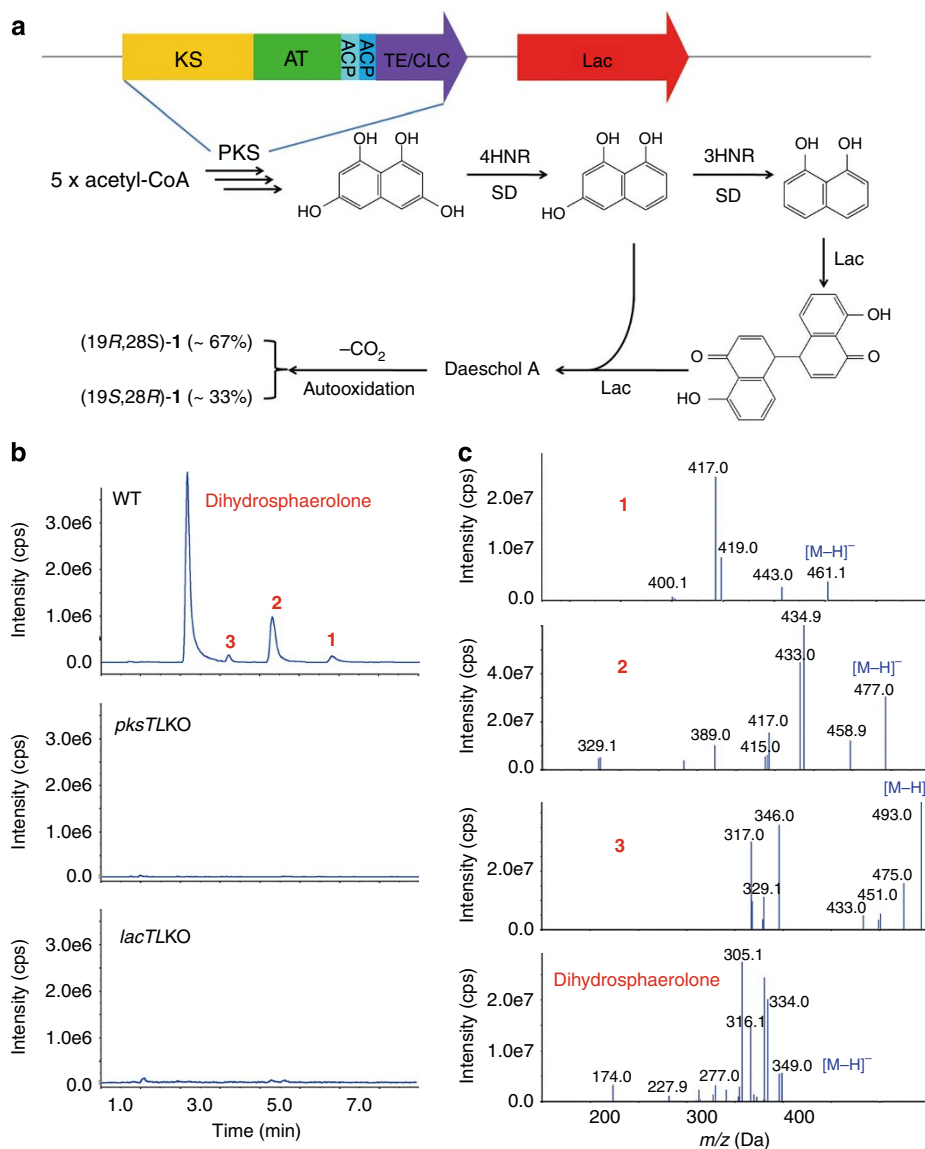 a
KS
AT
ACP
ACP
TE/CLC
Lac
PKS
5 x acetyl-CoA
OH
OH
HO
OH
4HNR
SD
OH
OH
HO
3HNR
SD
OH
OH
Lac
OH
O
O
HO
(19R,28S)-1 (~ 67%)
(19S,28R)-1 (~ 33%)
–CO2
Autooxidation
Daeschol A
Lac
b
WT
Dihydrosphaerolone
3
2
1
Intensity (cps)
3.0e6
2.0e6
1.0e6
0.0
pksTLKO
Intensity (cps)
3.0e6
2.0e6
1.0e6
0.0
lacTLKO
Intensity (cps)
3.0e6
2.0e6
1.0e6
0.0
1.0 3.0 5.0 7.0
Time (min)
c
1
Intensity (cps)
2.0e7
1.0e7
0.0
417.0
419.0
400.1
443.0
[M–H]–
461.1
2
Intensity (cps)
4.0e7
2.0e7
0.0
434.9
433.0
[M–H]–
477.0
417.0
458.9
389.0
415.0
329.1
3
Intensity (cps)
2.0e7
0.0
[M–H]
493.0
346.0
317.0
329.1
475.0
451.0
433.0
Dihydrosphaerolone
Intensity (cps)
2.0e7
1.0e7
0.0
305.1
334.0
316.1
[M–H]–
349.0
277.0
174.0
227.9
200 300 400
m/z (Da)